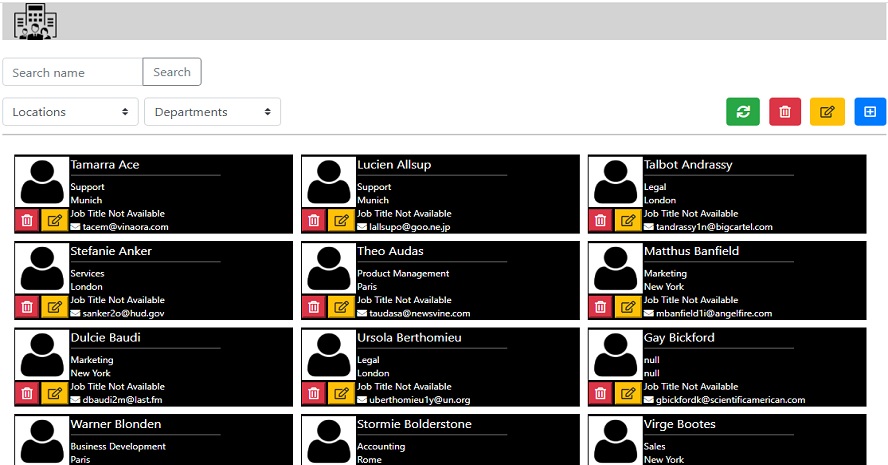 Search name
Search
Locations
Departments
Tamarra Ace
Support
Munich
Job Title Not Available
tacem@vinaora.com
Lucien Allsup
Support
Munich
Job Title Not Available
lallsupo@goo.ne.jp
Talbot Andrassy
Legal
London
Job Title Not Available
tandrassy1n@bigcartel.com
Stefanie Anker
Services
London
Job Title Not Available
sanker2o@hud.gov
Theo Audas
Product Management
Paris
Job Title Not Available
taudasa@newsvine.com
Matthus Banfield
Marketing
New York
Job Title Not Available
mbanfield1i@angelfire.com
Dulcie Baudi
Marketing
New York
Job Title Not Available
dbaudi2m@last.fm
Ursola Berthomieu
Legal
London
Job Title Not Available
uberthomieu1y@un.org
Gay Bickford
null
null
Job Title Not Available
gbickfordk@scientificamerican.com
Warner Blonden
Business Development
Paris
Stormie Bolderstone
Accounting
Rome
Virge Bootes
Sales
New York